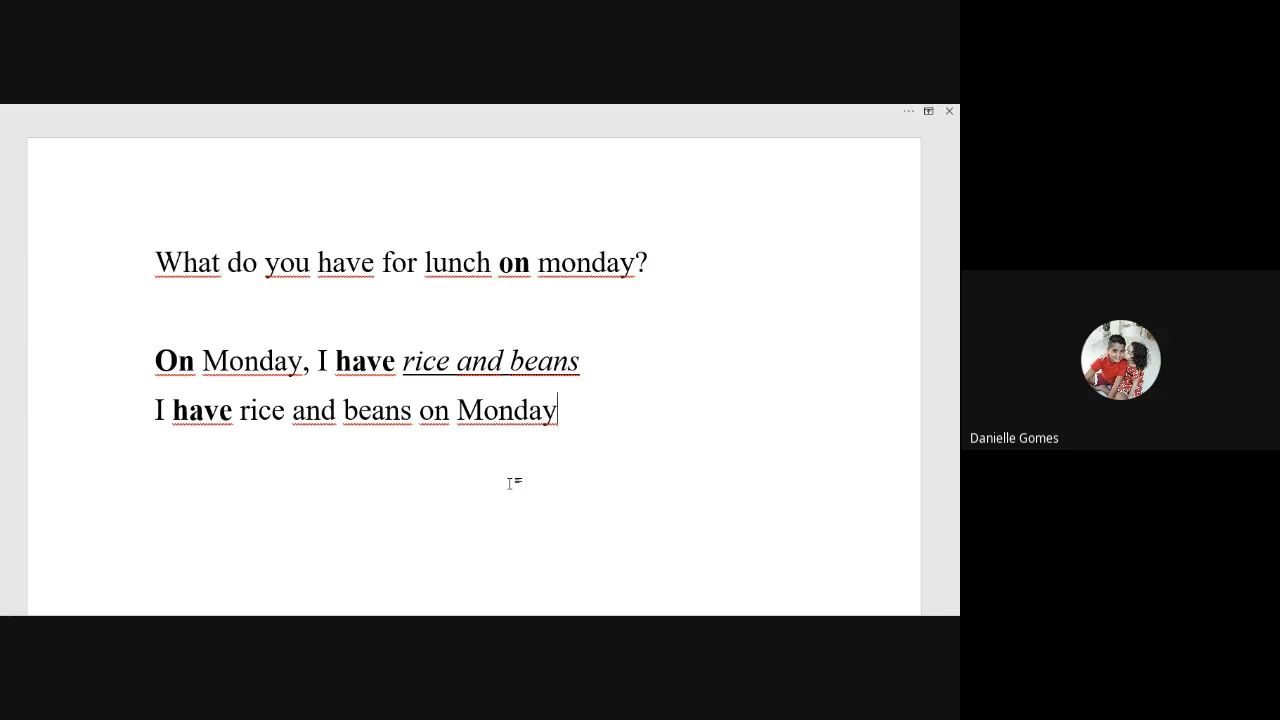 What do you have for lunch on monday?
On Monday, I have rice and beans
I have rice and beans on Monday
Danielle Gomes